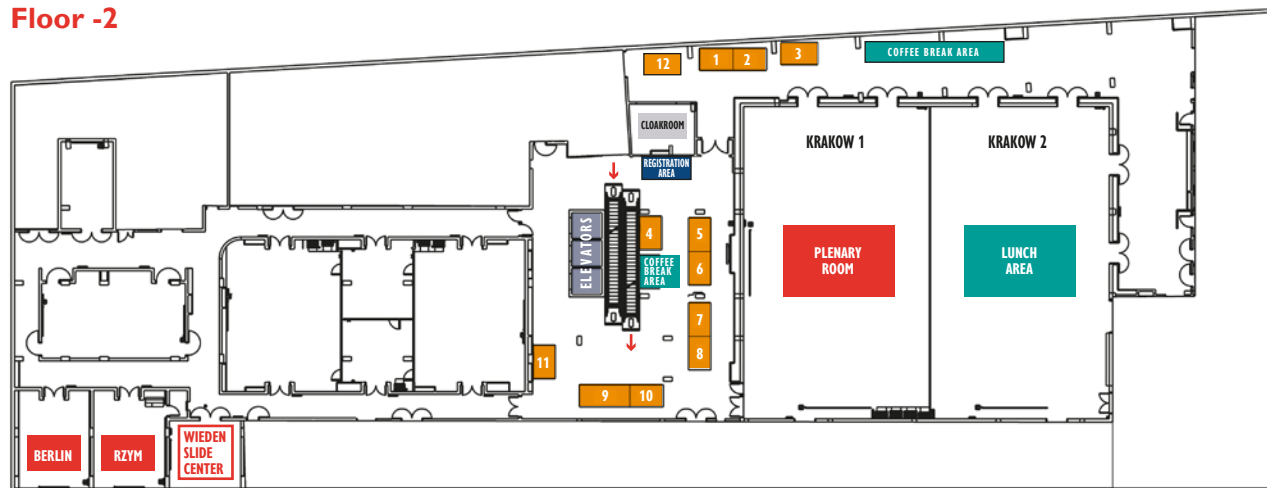 Floor -2
12
1
2
3
COFFEE BREAK AREA
CLOAKROOM
REGISTRATION
AREA
KRAKOW 1
KRAKOW 2
ELEVATORS
4
COFFEE
BREAK
AREA
5
6
7
8
PLENARY
ROOM
LUNCH
AREA
11
9
10
BERLIN
RZYM
WIEDEN
SLIDE
CENTER